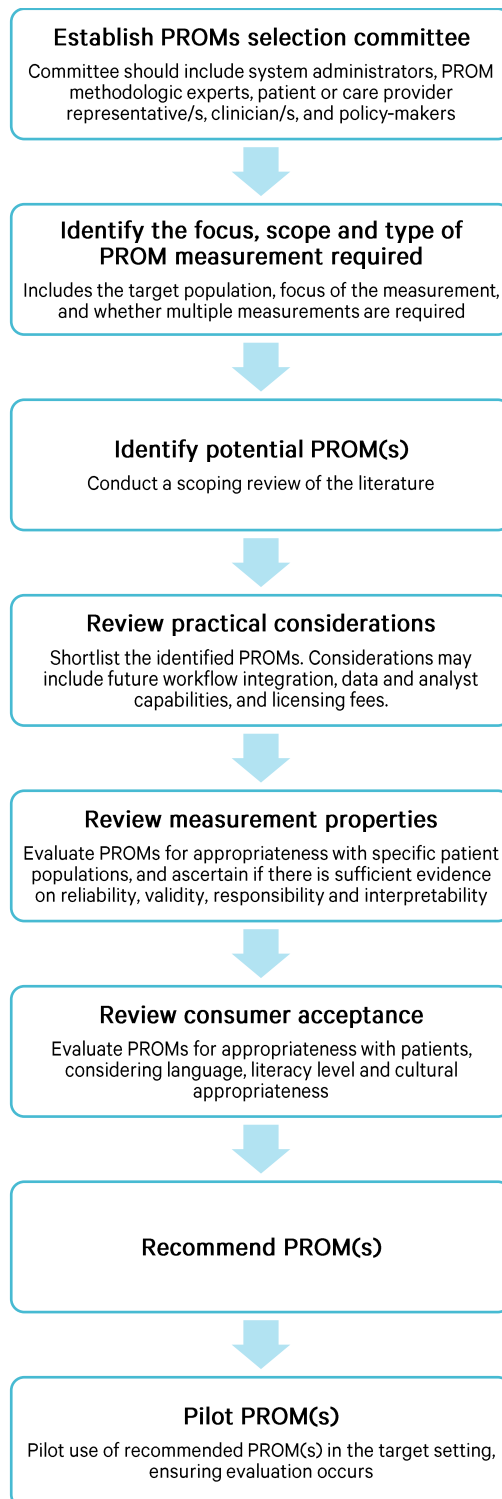 Establish PROMs selection committee
Committee should include system administrators, PROM
methodologic experts, patient or care provider
representative/s, clinician/s, and policy-makers
Identify the focus, scope and type of
PROM measurement required
Includes the target population, focus of the measurement,
and whether multiple measurements are required
Identify potential PROM(s)
Conduct a scoping review of the literature
Review practical considerations
Shortlist the identified PROMs. Considerations may
include future workflow integration, data and analyst
capabilities, and licensing fees.
Review measurement properties
Evaluate PROMs for appropriateness with specific patient
populations, and ascertain if there is sufficient evidence
on reliability, validity, responsibility and interpretability
Review consumer acceptance
Evaluate PROMs for appropriateness with patients,
considering language, literacy level and cultural
appropriateness
Recommend PROM(s)
Pilot PROM(s)
Pilot use of recommended PROM(s) in the target setting,
ensuring evaluation occurs